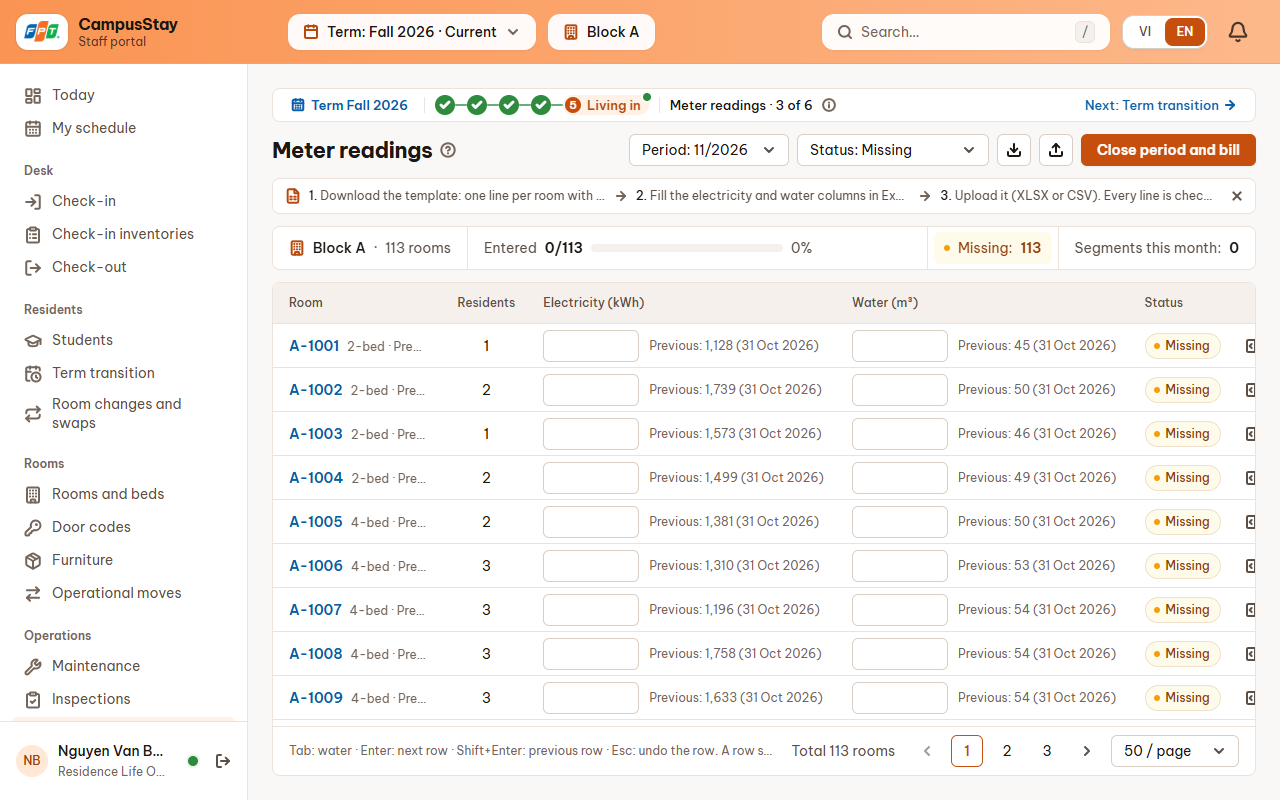 FPT
CampusStay
Staff portal
Term: Fall 2026 · Current
Block A
Search...
/
VI
EN
Today
My schedule
Desk
Check-in
Check-in inventories
Check-out
Residents
Students
Term transition
Room changes and
swaps
Rooms
Rooms and beds
Door codes
Furniture
Operational moves
Operations
Maintenance
Inspections
NB
Nguyen Van B...
Residence Life O...
Term Fall 2026
5 Living in
Meter readings · 3 of 6
Next: Term transition
Meter readings
Period: 11/2026
Status: Missing
Close period and bill
1. Download the template: one line per room with ...
2. Fill the electricity and water columns in Ex...
3. Upload it (XLSX or CSV). Every line is chec...
Block A · 113 rooms
Entered 0/113 0%
Missing: 113
Segments this month: 0
Room Residents Electricity (kWh) Water (m³) Status
A-1001 2-bed · Pre... 1 Previous: 1,128 (31 Oct 2026) Previous: 45 (31 Oct 2026) Missing
A-1002 2-bed · Pre... 2 Previous: 1,739 (31 Oct 2026) Previous: 50 (31 Oct 2026) Missing
A-1003 2-bed · Pre... 1 Previous: 1,573 (31 Oct 2026) Previous: 46 (31 Oct 2026) Missing
A-1004 2-bed · Pre... 2 Previous: 1,499 (31 Oct 2026) Previous: 49 (31 Oct 2026) Missing
A-1005 4-bed · Pre... 2 Previous: 1,381 (31 Oct 2026) Previous: 50 (31 Oct 2026) Missing
A-1006 4-bed · Pre... 3 Previous: 1,310 (31 Oct 2026) Previous: 53 (31 Oct 2026) Missing
A-1007 4-bed · Pre... 3 Previous: 1,196 (31 Oct 2026) Previous: 54 (31 Oct 2026) Missing
A-1008 4-bed · Pre... 3 Previous: 1,758 (31 Oct 2026) Previous: 54 (31 Oct 2026) Missing
A-1009 4-bed · Pre... 3 Previous: 1,633 (31 Oct 2026) Previous: 54 (31 Oct 2026) Missing
Tab: water · Enter: next row · Shift+Enter: previous row · Esc: undo the row. A row s...
Total 113 rooms
1 2 3
50 / page